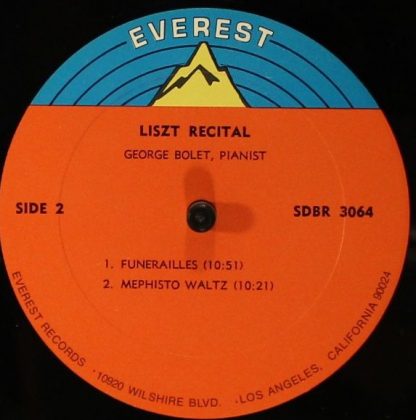 EVEREST
LISZT RECITAL
GEORGE BOLET, PIANIST
SIDE 2
SDBR 3064
1. FUNERAILLES (10:51)
2. MEPHISTO WALTZ (10:21)
EVEREST RECORDS · 10920 WILSHIRE BLVD. · LOS ANGELES, CALIFORNIA 90024